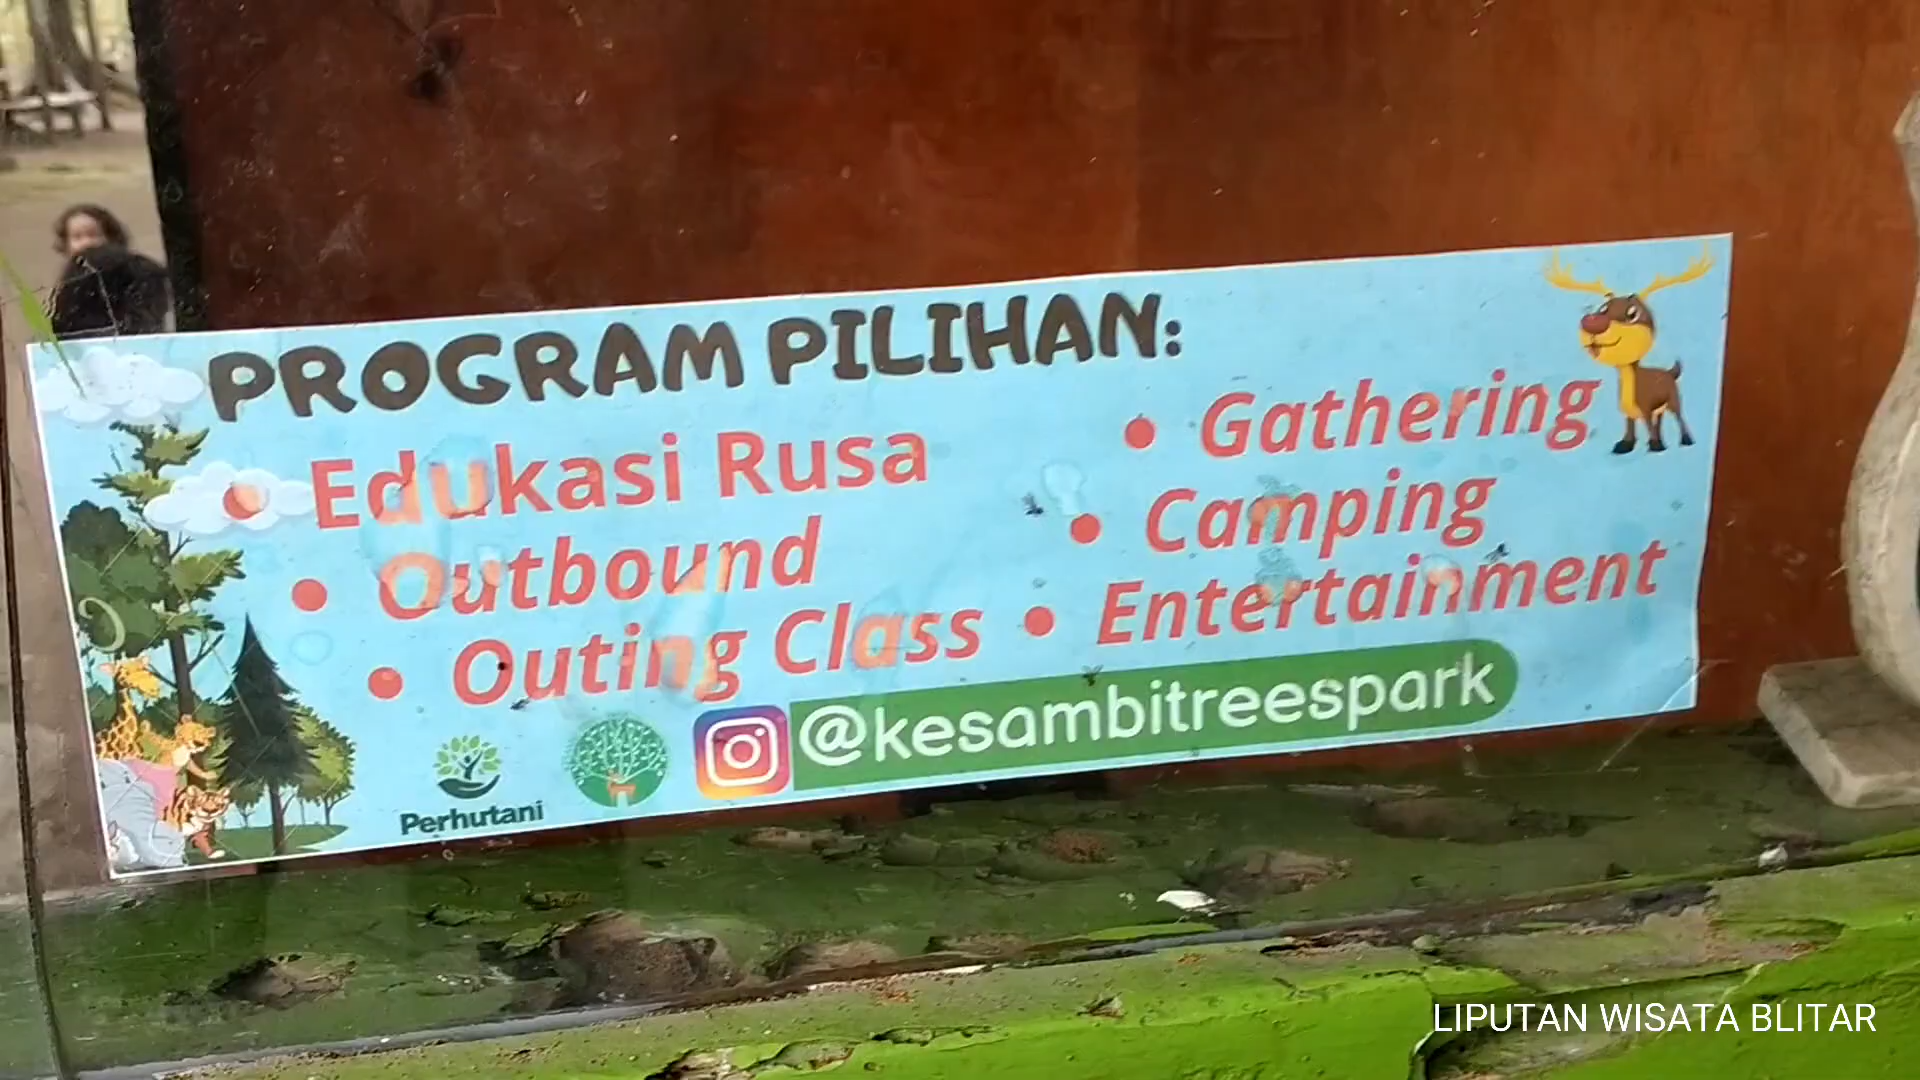 PROGRAM PILIHAN:
• Edukasi Rusa
• Outbound
• Outing Class
• Gathering
• Camping
• Entertainment
Perhutani
@kesambitreespark
LIPUTAN WISATA BLITAR